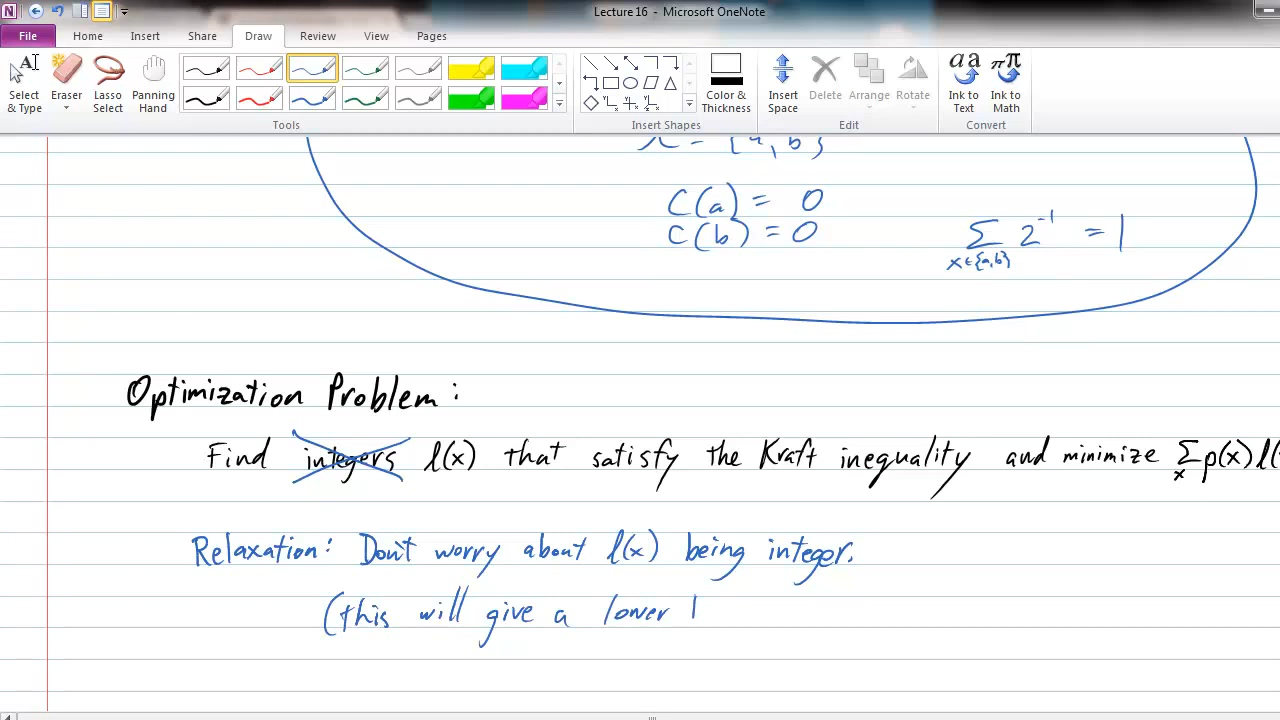 Lecture 16 - Microsoft OneNote
File Home Insert Share Draw Review View Pages
Select & Type
Eraser
Lasso Select
Panning Hand
Color & Thickness
Insert Space
Delete
Arrange
Rotate
Ink to Text
Ink to Math
Tools Insert Shapes Edit Convert
C(a) = 0
C(b) = 0
∑ 2⁻¹ = 1
x∈{a,b}
Optimization Problem:
Find integers l(x) that satisfy the Kraft inequality and minimize ∑ p(x) l(
x
Relaxation: Don't worry about l(x) being integer.
(this will give a lower